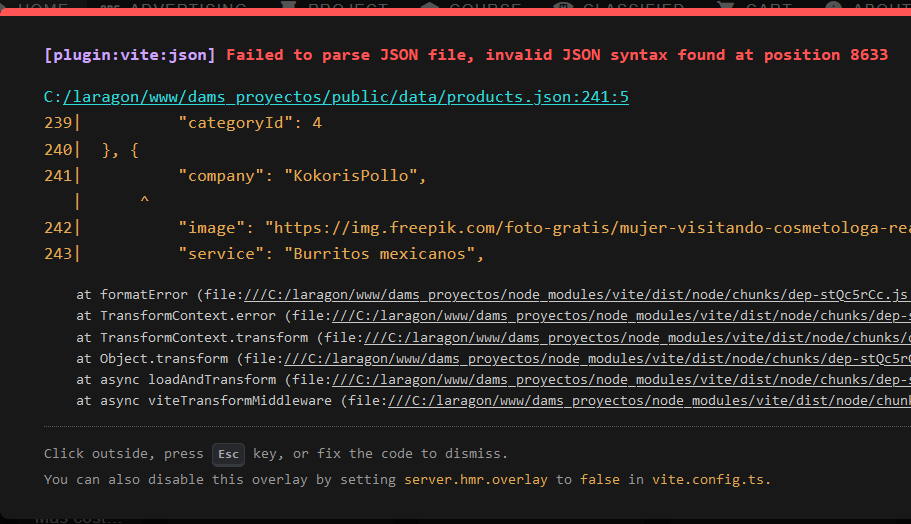 HOME ADVERTISING PROJECT COURSE CLASSIFIED CART ABOUT
[plugin:vite:json] Failed to parse JSON file, invalid JSON syntax found at position 8633
C:/laragon/www/dams_proyectos/public/data/products.json:241:5
239| "categoryId": 4
240| }, {
241| "company": "KokorisPollo",
| ^
242| "image": "https://img.freepik.com/foto-gratis/mujer-visitando-cosmetologa-rea
243| "service": "Burritos mexicanos",
at formatError (file:///C:/laragon/www/dams_proyectos/node_modules/vite/dist/node/chunks/dep-stQc5rCc.js
at TransformContext.error (file:///C:/laragon/www/dams_proyectos/node_modules/vite/dist/node/chunks/dep-s
at TransformContext.transform (file:///C:/laragon/www/dams_proyectos/node_modules/vite/dist/node/chunks/d
at Object.transform (file:///C:/laragon/www/dams_proyectos/node_modules/vite/dist/node/chunks/dep-stQc5rC
at async loadAndTransform (file:///C:/laragon/www/dams_proyectos/node_modules/vite/dist/node/chunks/dep-s
at async viteTransformMiddleware (file:///C:/laragon/www/dams_proyectos/node_modules/vite/dist/node/chunk
Click outside, press Esc key, or fix the code to dismiss.
You can also disable this overlay by setting server.hmr.overlay to false in vite.config.ts.